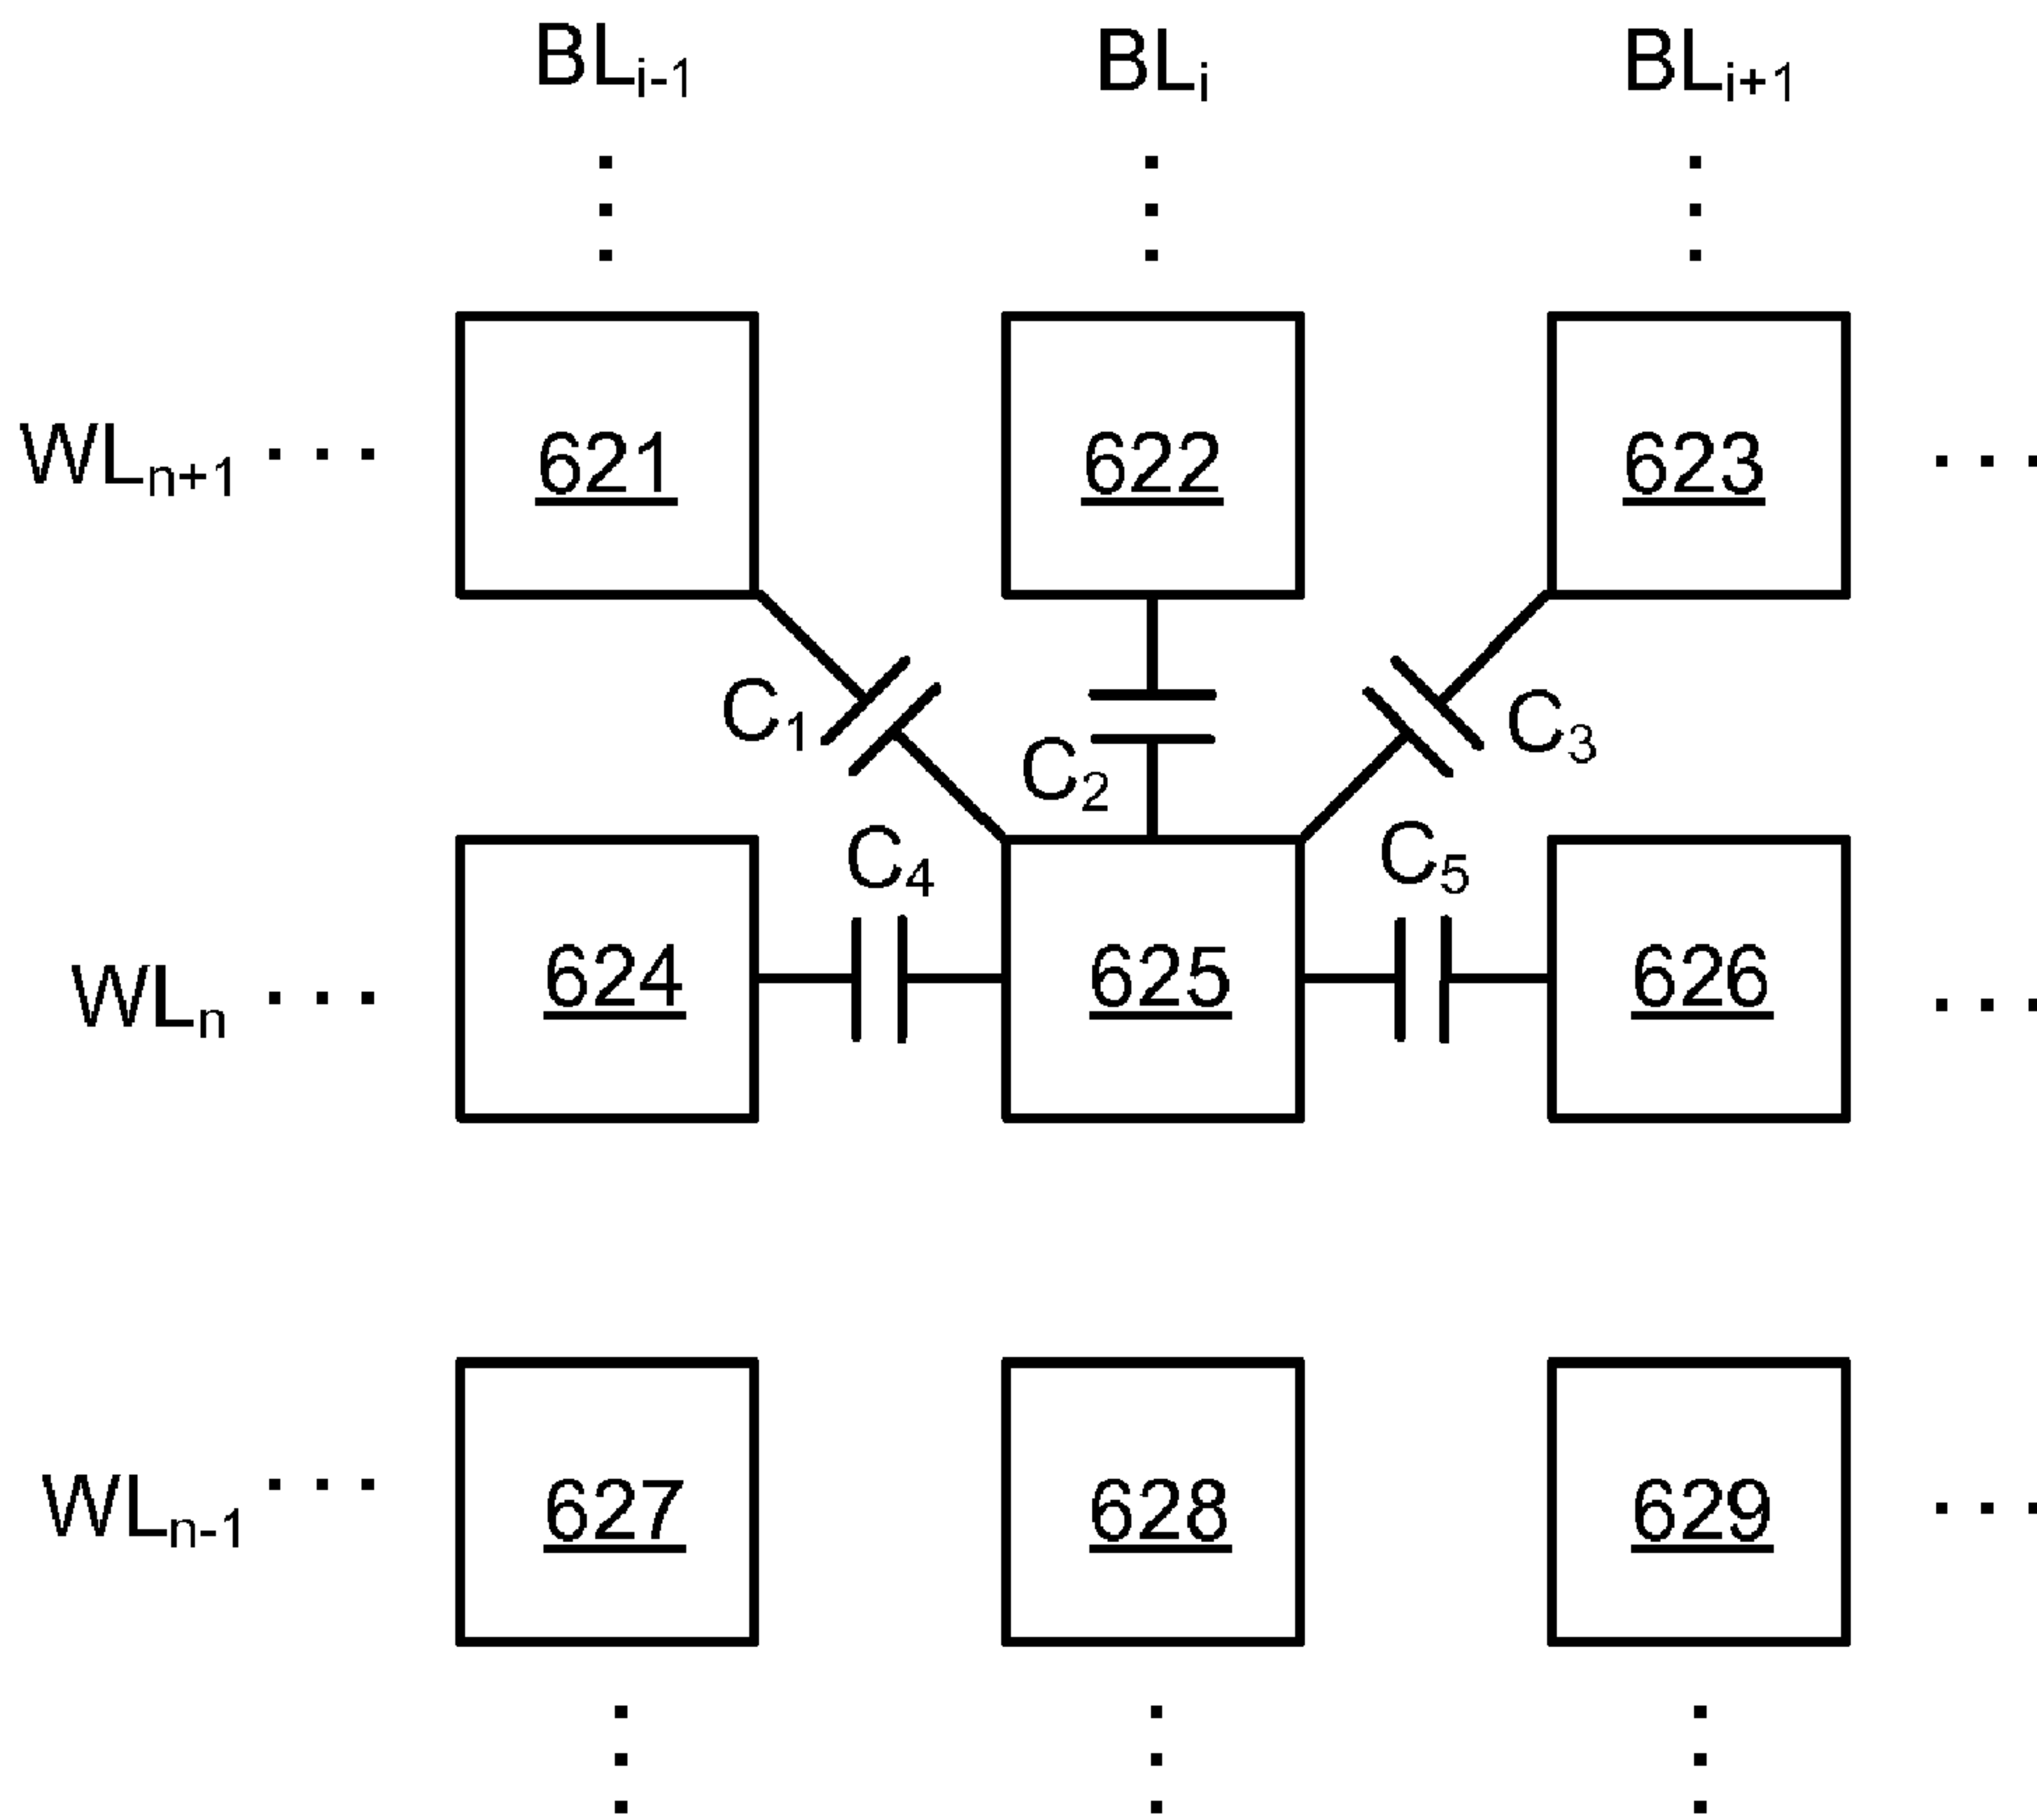 BLi-1 BLi BLi+1
WLn+1 ... 621 622 623 ...
C1 C2 C3
C4 C5
WLn ... 624 625 626 ...
WLn-1 ... 627 628 629 ...